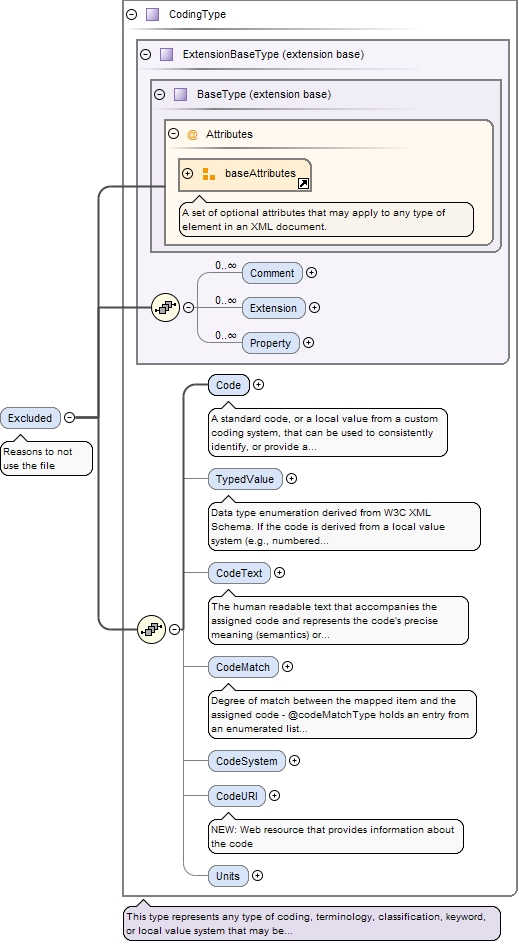 CodingType
ExtensionBaseType (extension base)
BaseType (extension base)
@ Attributes
baseAttributes
A set of optional attributes that may apply to any type of
element in an XML document.
0..∞
Comment
0..∞
Extension
0..∞
Property
Excluded
Reasons to not
use the file
Code
A standard code, or a local value from a custom
coding system, that can be used to consistently
identify, or provide a...
TypedValue
Data type enumeration derived from W3C XML
Schema. If the code is derived from a local value
system (e.g., numbered...
CodeText
The human readable text that accompanies the
assigned code and represents the code's precise
meaning (semantics) or...
CodeMatch
Degree of match between the mapped item and the
assigned code - @codeMatchType holds an entry from
an enumerated list...
CodeSystem
CodeURI
NEW: Web resource that provides information about
the code
Units
This type represents any type of coding, terminology, classification, keyword,
or local value system that may be...